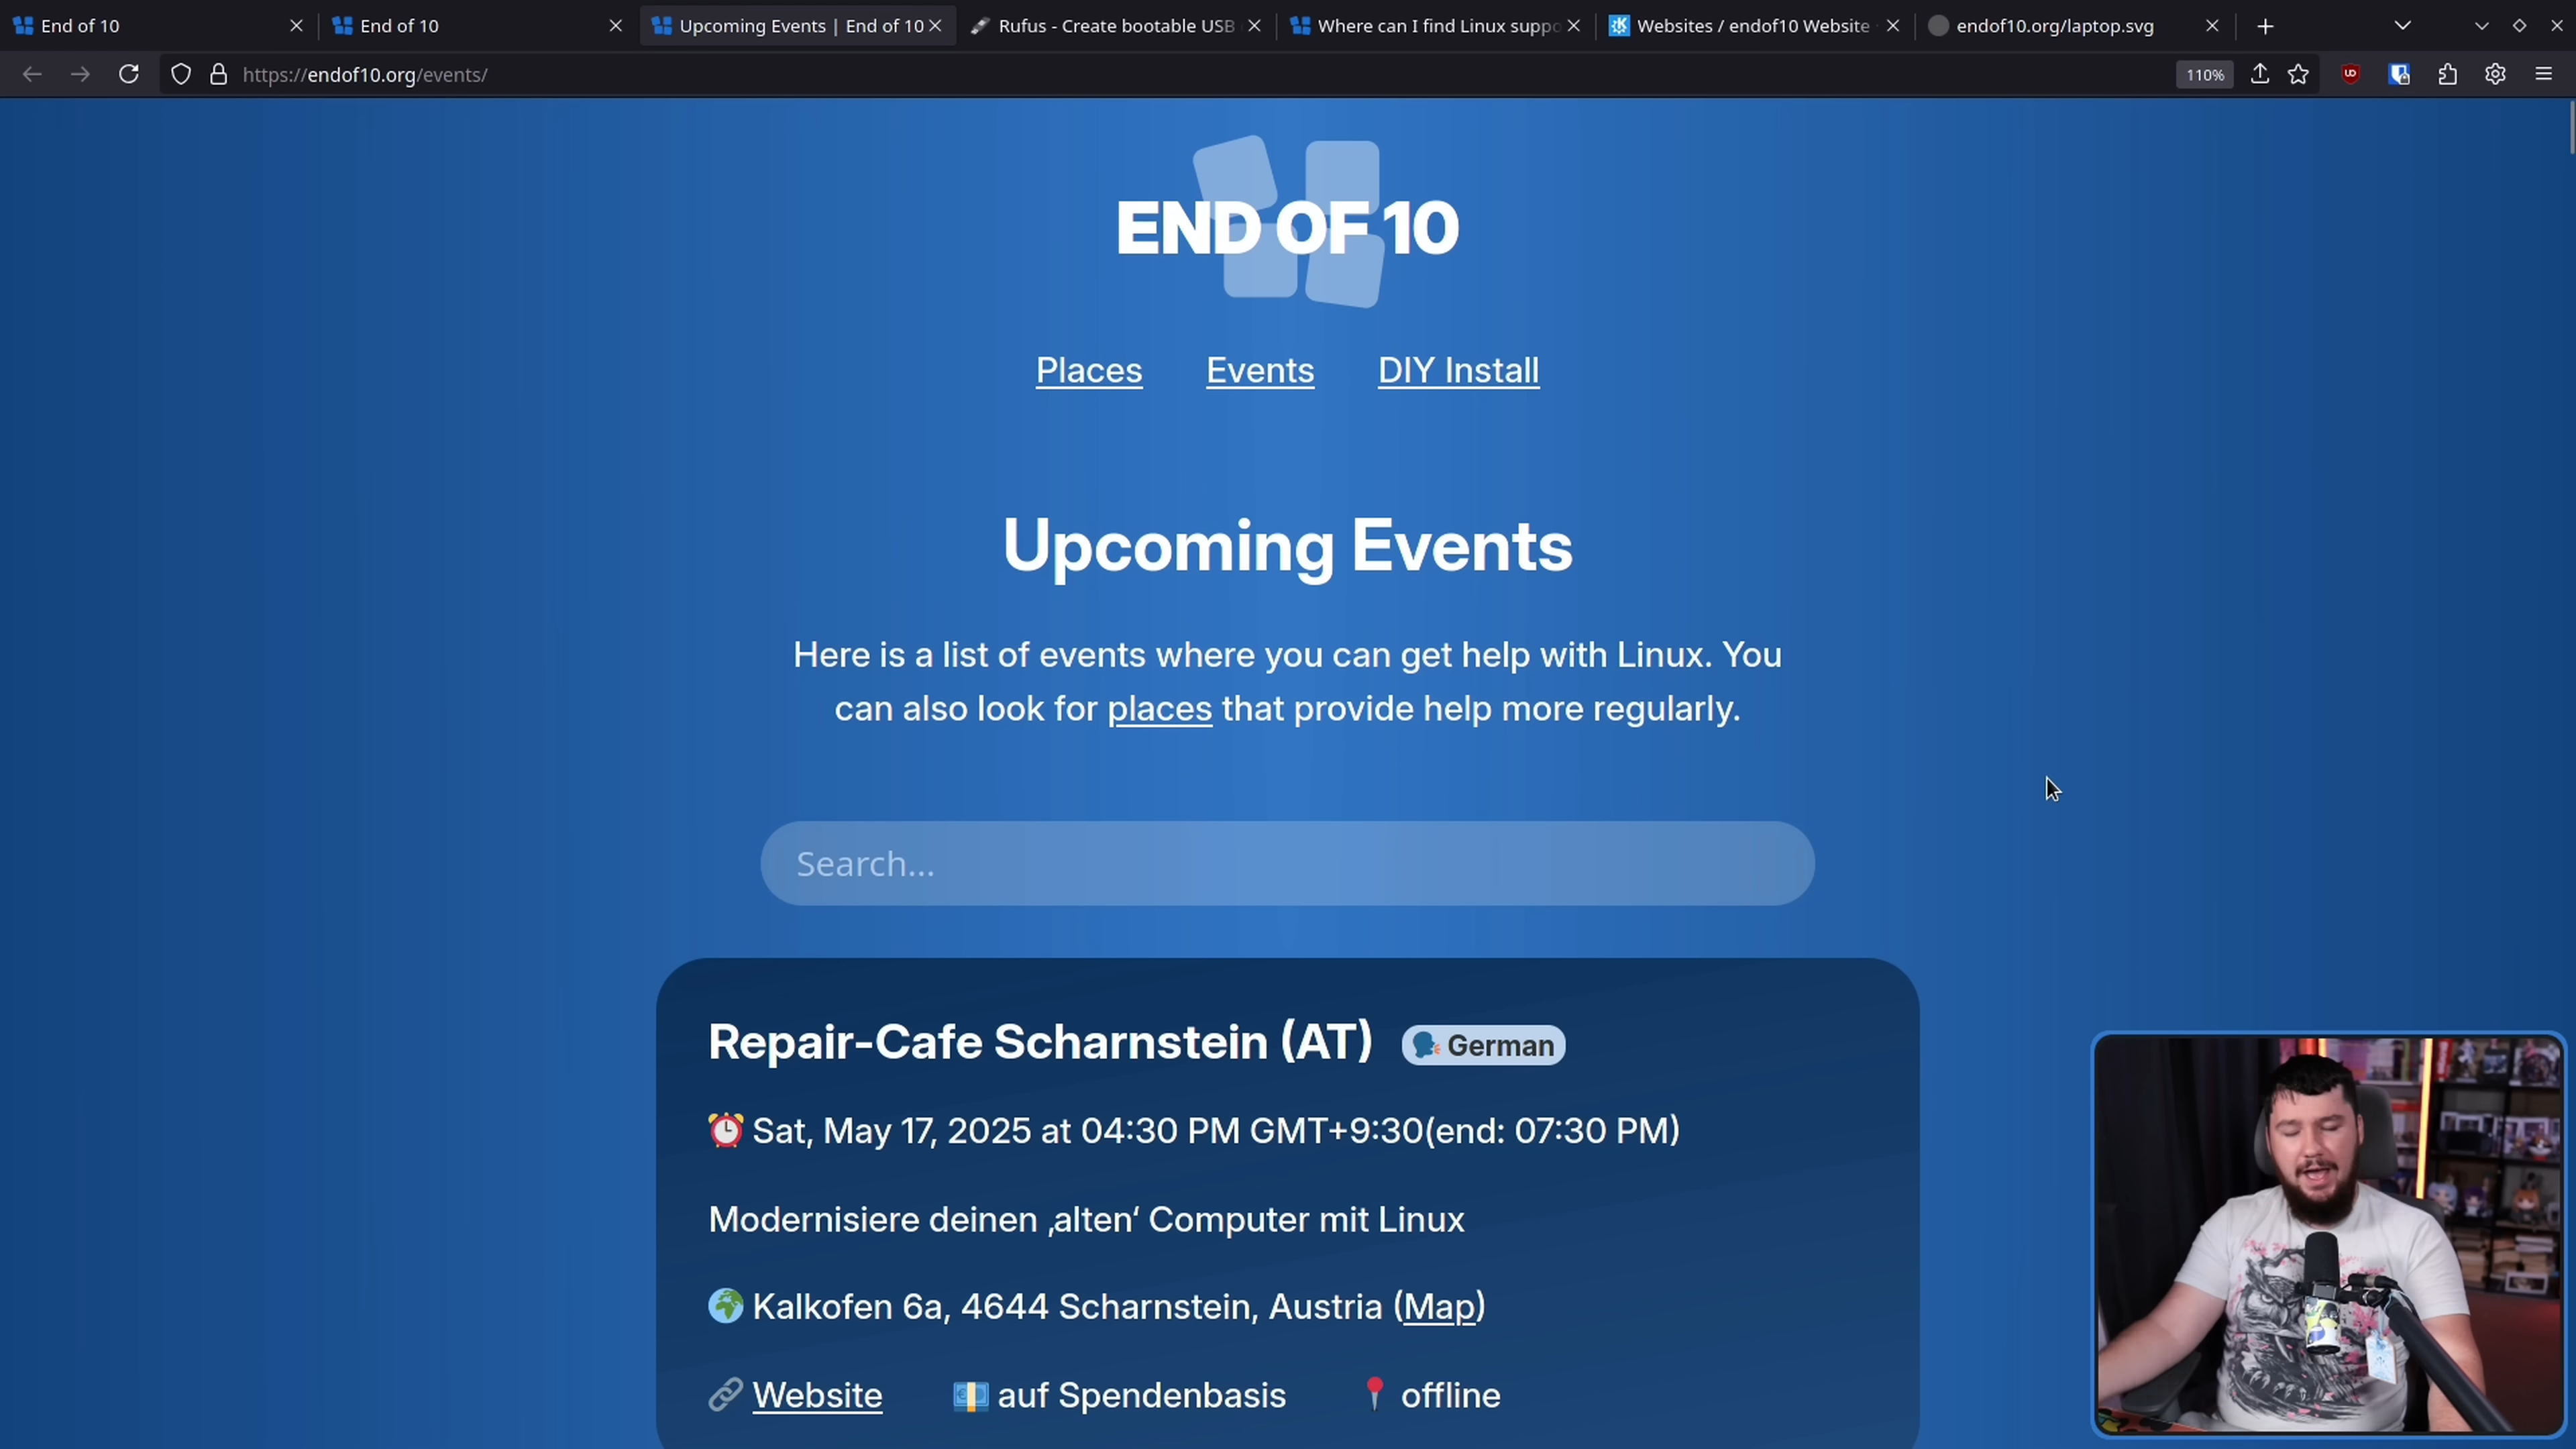 End of 10
End of 10
Upcoming Events | End of 10
Rufus - Create bootable USB
Where can I find Linux suppo
Websites / endof10 Website
endof10.org/laptop.svg
https://endof10.org/events/
110%
END OF 10
Places
Events
DIY Install
Upcoming Events
Here is a list of events where you can get help with Linux. You
can also look for places that provide help more regularly.
Search...
Repair-Cafe Scharnstein (AT)
German
Sat, May 17, 2025 at 04:30 PM GMT+9:30(end: 07:30 PM)
Modernisiere deinen ‚alten‘ Computer mit Linux
Kalkofen 6a, 4644 Scharnstein, Austria (Map)
Website
auf Spendenbasis
offline